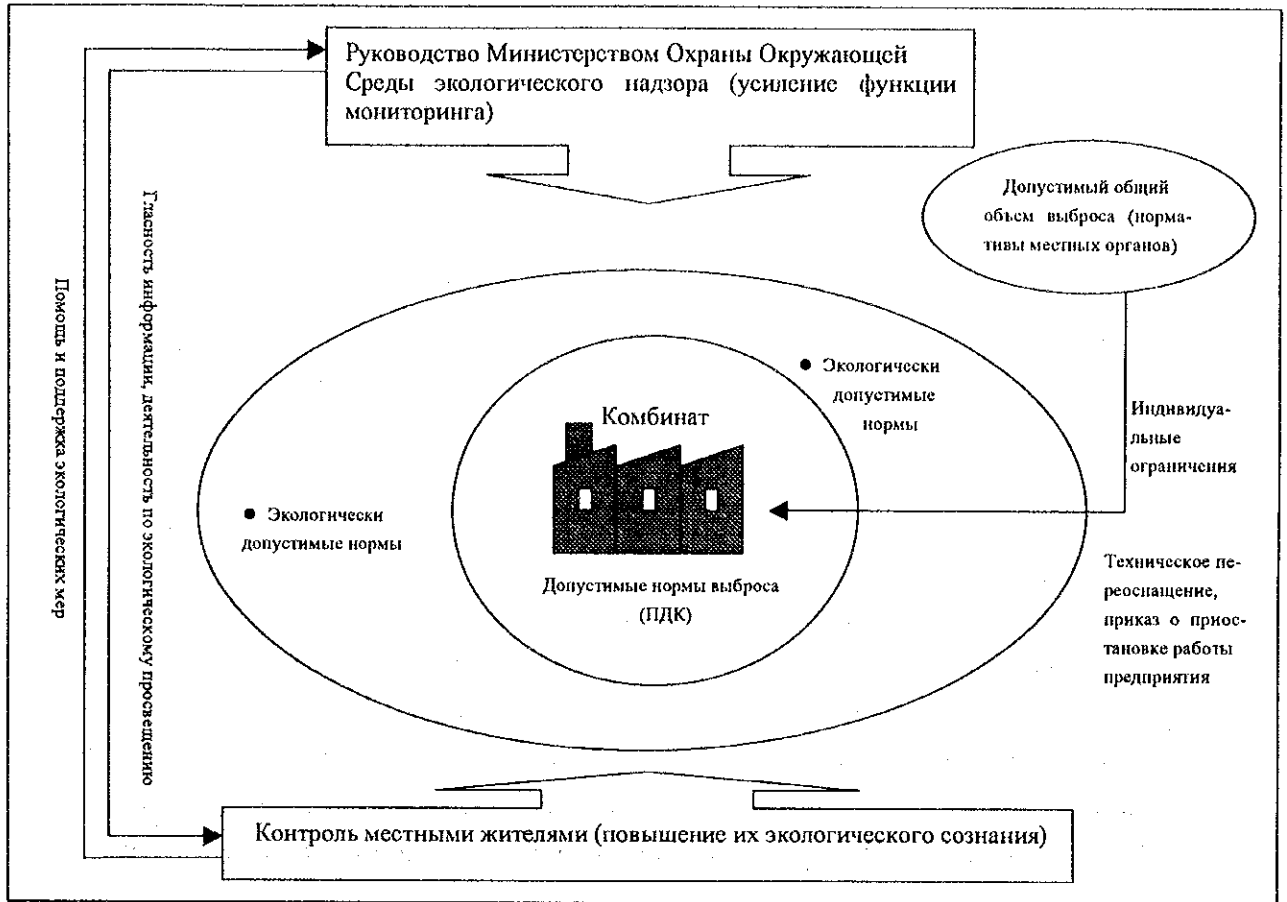 Руководство Министерством Охраны Окружающей
Среды экологического надзора (усиление функции
мониторинга)
Допустимый общий
объем выброса (норма-
тивы местных органов)
Гласность информации, деятельность по экологическому просвещению
Помощь и поддержка экологических мер
● Экологически
допустимые
нормы
Комбинат
Индивидуа-
льные
ограничения
● Экологически
допустимые нормы
Допустимые нормы выброса
(ПДК)
Техническое пе-
реоснащение,
приказ о приос-
тановке работы
предприятия
Контроль местными жителями (повышение их экологического сознания)